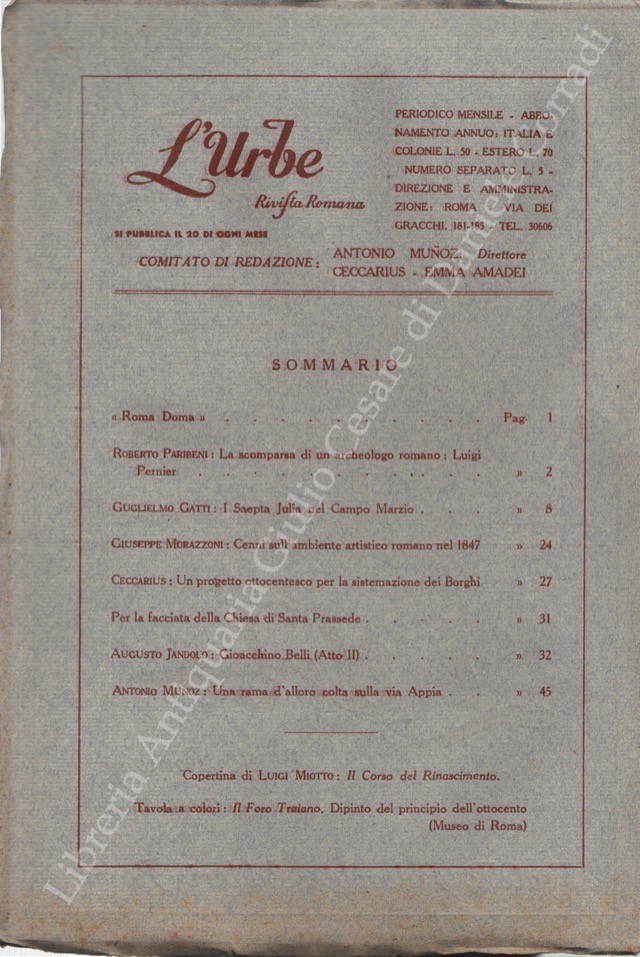 L'Urbe
Rivista Romana
SI PUBBLICA IL 20 DI OGNI MESE
PERIODICO MENSILE - ABBO-
NAMENTO ANNUO: ITALIA E
COLONIE L. 50 - ESTERO L. 70
NUMERO SEPARATO L. 5 -
DIREZIONE E AMMINISTRA-
ZIONE: ROMA VIA DEI
GRACCHI, 181-185 - TEL. 30606
COMITATO DI REDAZIONE: ANTONIO MUÑOZ, Direttore
CECCARIUS - EMMA AMADEI
SOMMARIO
« Roma Doma » . . . . . . . . . . Pag. 1
ROBERTO PARIBENI: La scomparsa di un archeologo romano: Luigi
Pernier . . . . . . . . . . . » 2
GUGLIELMO GATTI: I Saepta Julia nel Campo Marzio . . . » 8
GIUSEPPE MORAZZONI: Cenni sull'ambiente artistico romano nel 1847 » 24
CECCARIUS: Un progetto ottocentesco per la sistemazione dei Borghi » 27
Per la facciata della Chiesa di Santa Prassede . . . . . » 31
AUGUSTO JANDOLO: Gioacchino Belli (Atto II) . . . . . » 32
ANTONIO MUÑOZ: Una rama d'alloro colta sulla via Appia . . » 45
Copertina di LUIGI MIOTTO: Il Corso del Rinascimento.
Tavola a colori: Il Foro Traiano. Dipinto del principio dell'ottocento
(Museo di Roma)
Libreria Antiquaria Giulio Cesare di Daniele Corradi